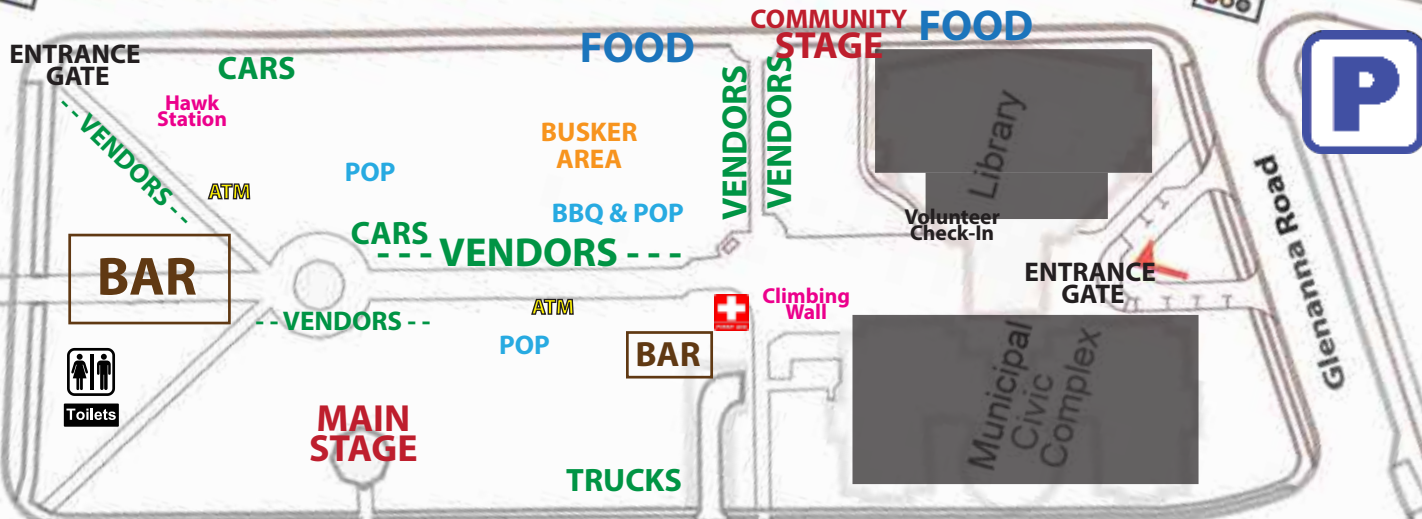 COMMUNITY
STAGE
FOOD
FOOD
ENTRANCE
GATE
CARS
P
Hawk
Station
- - VENDORS - -
ATM
POP
BUSKER
AREA
BBQ & POP
VENDORS
VENDORS
Library
Volunteer
Check-In
CARS
- - - VENDORS - - -
BAR
ENTRANCE
GATE
Glenanna Road
- - VENDORS - -
ATM
POP
Climbing
Wall
BAR
Toilets
MAIN
STAGE
TRUCKS
Municipal
Civic
Complex